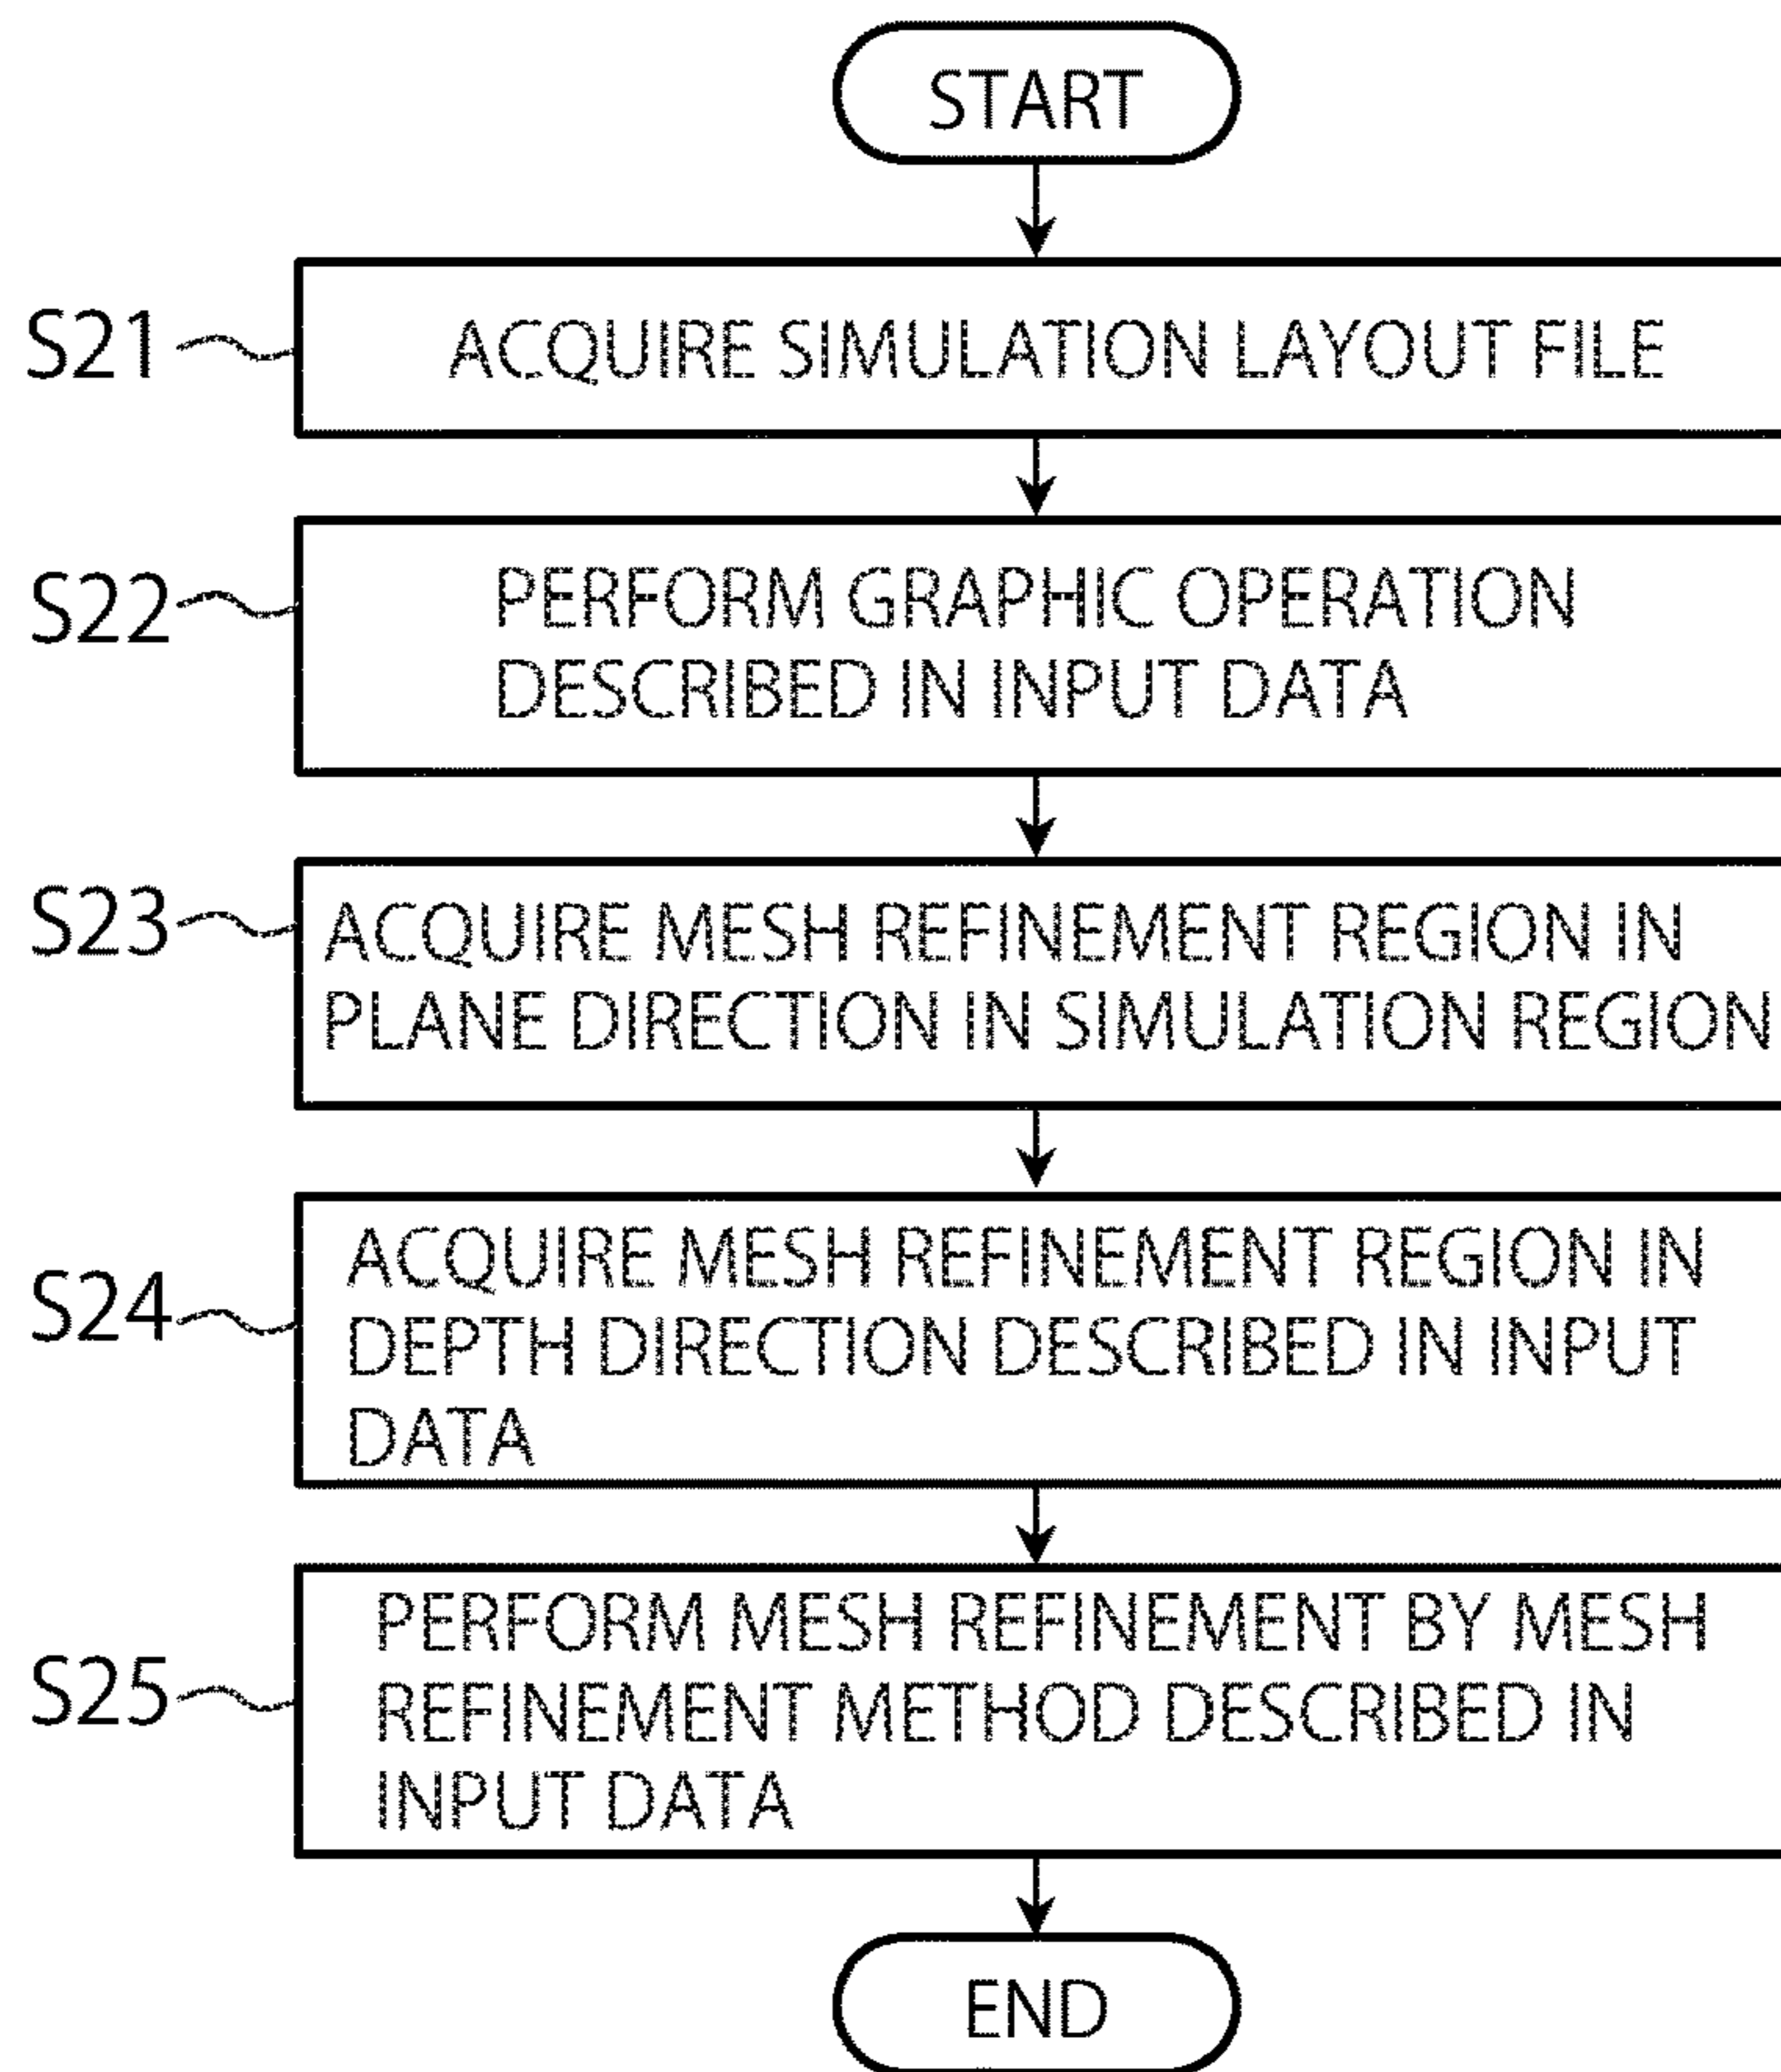 START
S21
ACQUIRE SIMULATION LAYOUT FILE
S22
PERFORM GRAPHIC OPERATION
DESCRIBED IN INPUT DATA
S23
ACQUIRE MESH REFINEMENT REGION IN
PLANE DIRECTION IN SIMULATION REGION
S24
ACQUIRE MESH REFINEMENT REGION IN
DEPTH DIRECTION DESCRIBED IN INPUT
DATA
S25
PERFORM MESH REFINEMENT BY MESH
REFINEMENT METHOD DESCRIBED IN
INPUT DATA
END